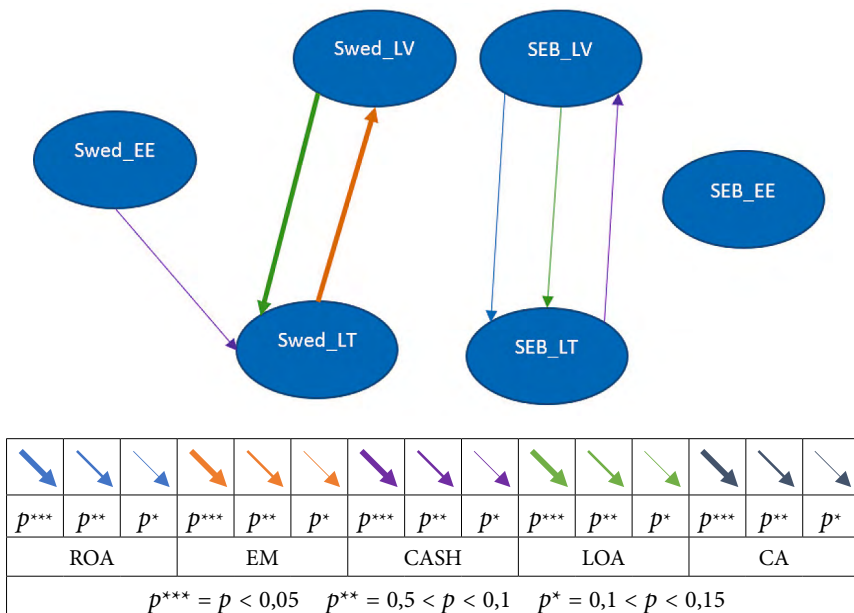 Swed_LV SEB_LV
Swed_EE
SEB_EE
Swed_LT SEB_LT
p*** p** p* p*** p** p* p*** p** p* p*** p** p* p*** p** p*
ROA EM CASH LOA CA
p*** = p < 0,05 p** = 0,5 < p < 0,1 p* = 0,1 < p < 0,15